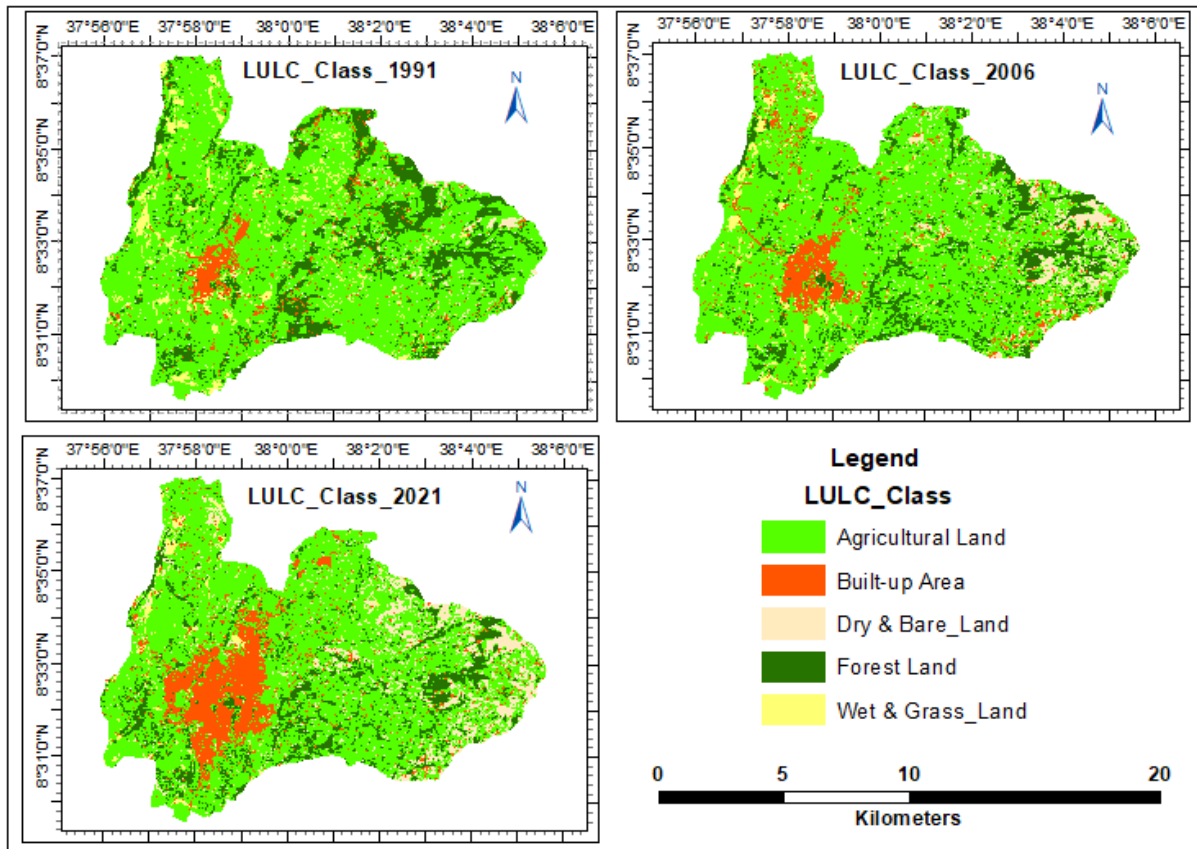 37°56'0"E 37°58'0"E 38°0'0"E 38°2'0"E 38°4'0"E 38°6'0"E
LULC_Class_1991
N
8°37'0"N
8°35'0"N
8°33'0"N
8°31'0"N
37°56'0"E 37°58'0"E 38°0'0"E 38°2'0"E 38°4'0"E 38°6'0"E
LULC_Class_2006
N
8°37'0"N
8°35'0"N
8°33'0"N
8°31'0"N
37°56'0"E 37°58'0"E 38°0'0"E 38°2'0"E 38°4'0"E 38°6'0"E
LULC_Class_2021
N
8°37'0"N
8°35'0"N
8°33'0"N
8°31'0"N
Legend
LULC_Class
Agricultural Land
Built-up Area
Dry & Bare_Land
Forest Land
Wet & Grass_Land
0 5 10 20
Kilometers